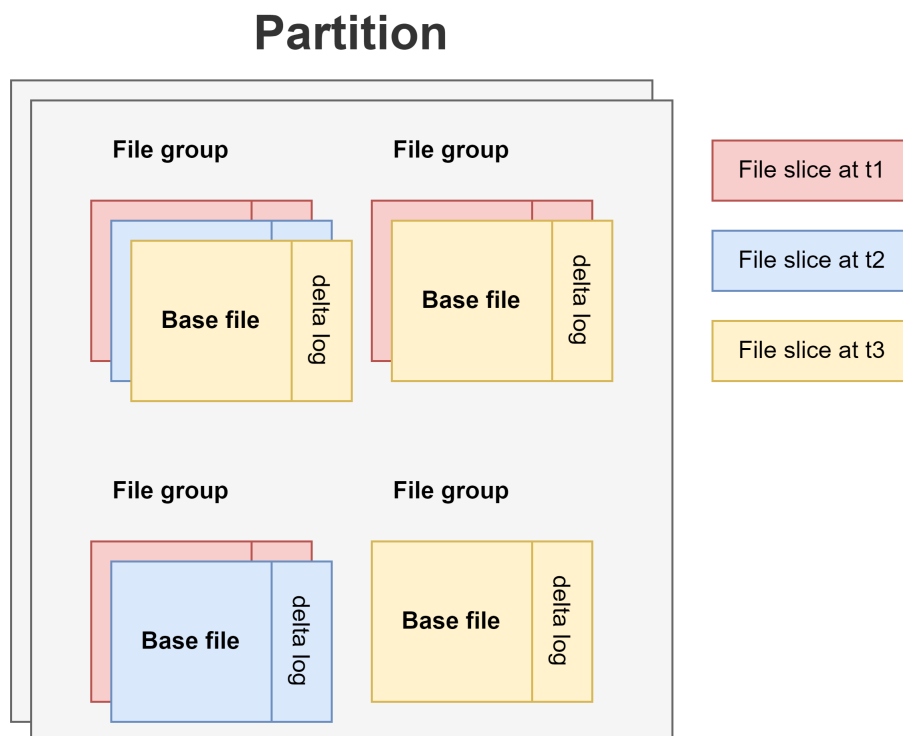 Partition
File group
File group
File slice at t1
File slice at t2
Base file
delta log
Base file
delta log
File slice at t3
File group
File group
Base file
delta log
Base file
delta log